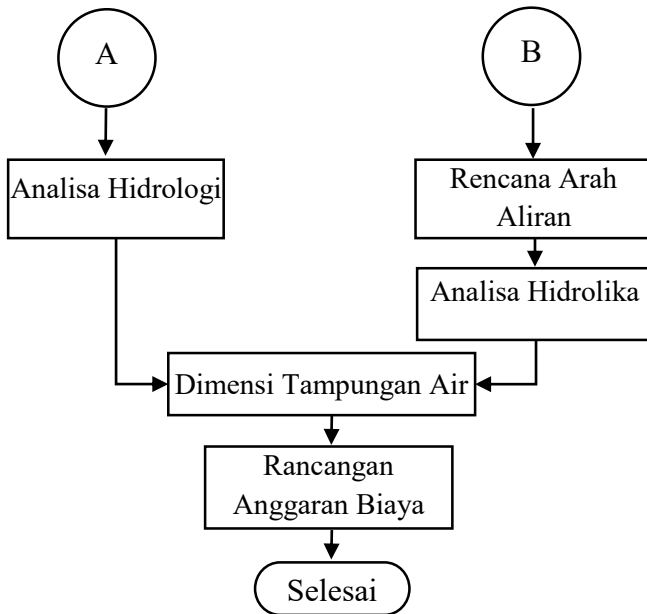 A
B
Analisa Hidrologi
Rencana Arah
Aliran
Analisa Hidrolika
Dimensi Tampungan Air
Rancangan
Anggaran Biaya
Selesai